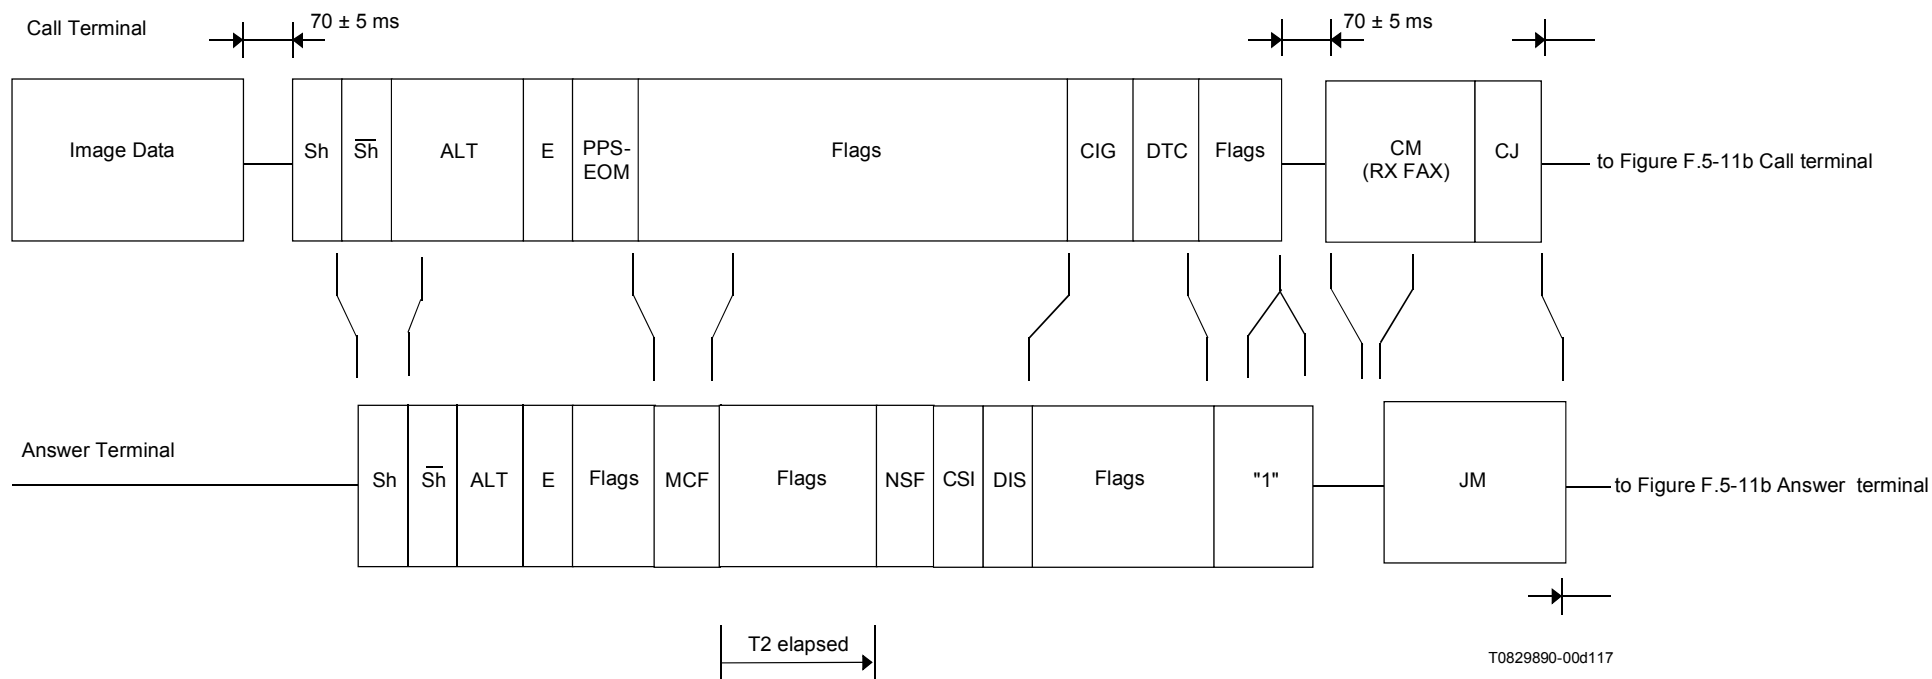 Call Terminal
70 ± 5 ms
70 ± 5 ms
Image Data
Sh
S̅h̅
ALT
E
PPS-
EOM
Flags
CIG
DTC
Flags
CM
(RX FAX)
CJ
to Figure F.5-11b Call terminal
Answer Terminal
Sh
S̅h̅
ALT
E
Flags
MCF
Flags
NSF
CSI
DIS
Flags
"1"
JM
to Figure F.5-11b Answer terminal
T2 elapsed
T0829890-00d117